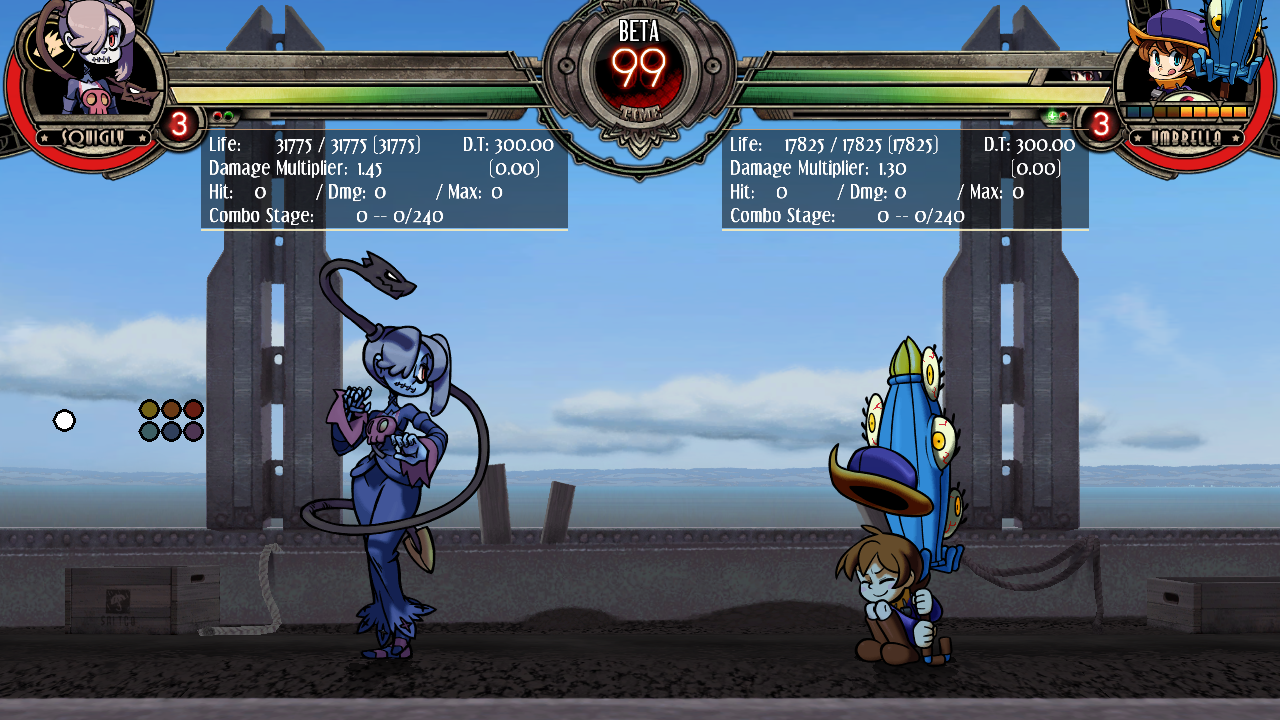 BETA
99
TIME
SQUIGLY
3
3
UMBRELLA
Life: 31775 / 31775 (31775) D.T: 300.00
Damage Multiplier: 1.45 (0.00)
Hit: 0 / Dmg: 0 / Max: 0
Combo Stage: 0 -- 0/240
Life: 17825 / 17825 (17825) D.T: 300.00
Damage Multiplier: 1.30 (0.00)
Hit: 0 / Dmg: 0 / Max: 0
Combo Stage: 0 -- 0/240